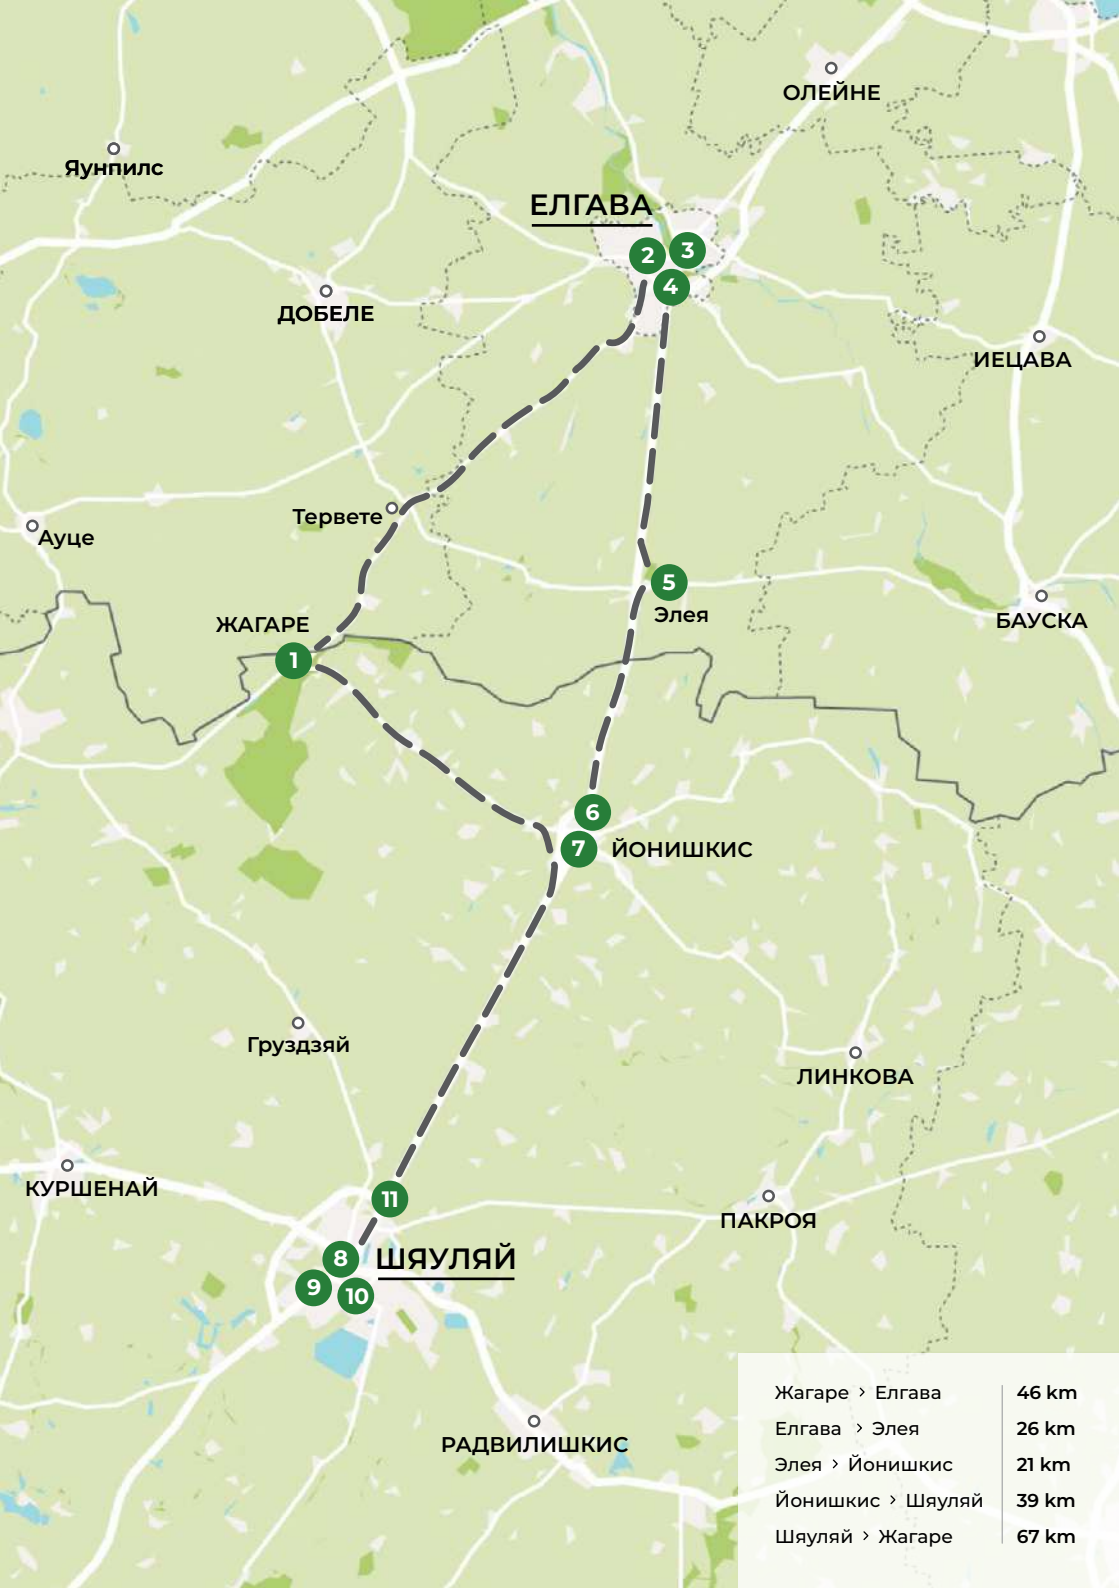 ОЛЕЙНЕ
Яунпилс
ЕЛГАВА
2
3
4
ДОБЕЛЕ
ИЕЦАВА
Тервете
Ауце
5
Элея
БАУСКА
ЖАГАРЕ
1
6
7
ЙОНИШКИС
Груздзяй
ЛИНКОВА
КУРШЕНАЙ
11
ПАКРОЯ
8
ШЯУЛЯЙ
9
10
РАДВИЛИШКИС
Жагаре › Елгава 46 km
Елгава › Элея 26 km
Элея › Йонишкис 21 km
Йонишкис › Шяуляй 39 km
Шяуляй › Жагаре 67 km